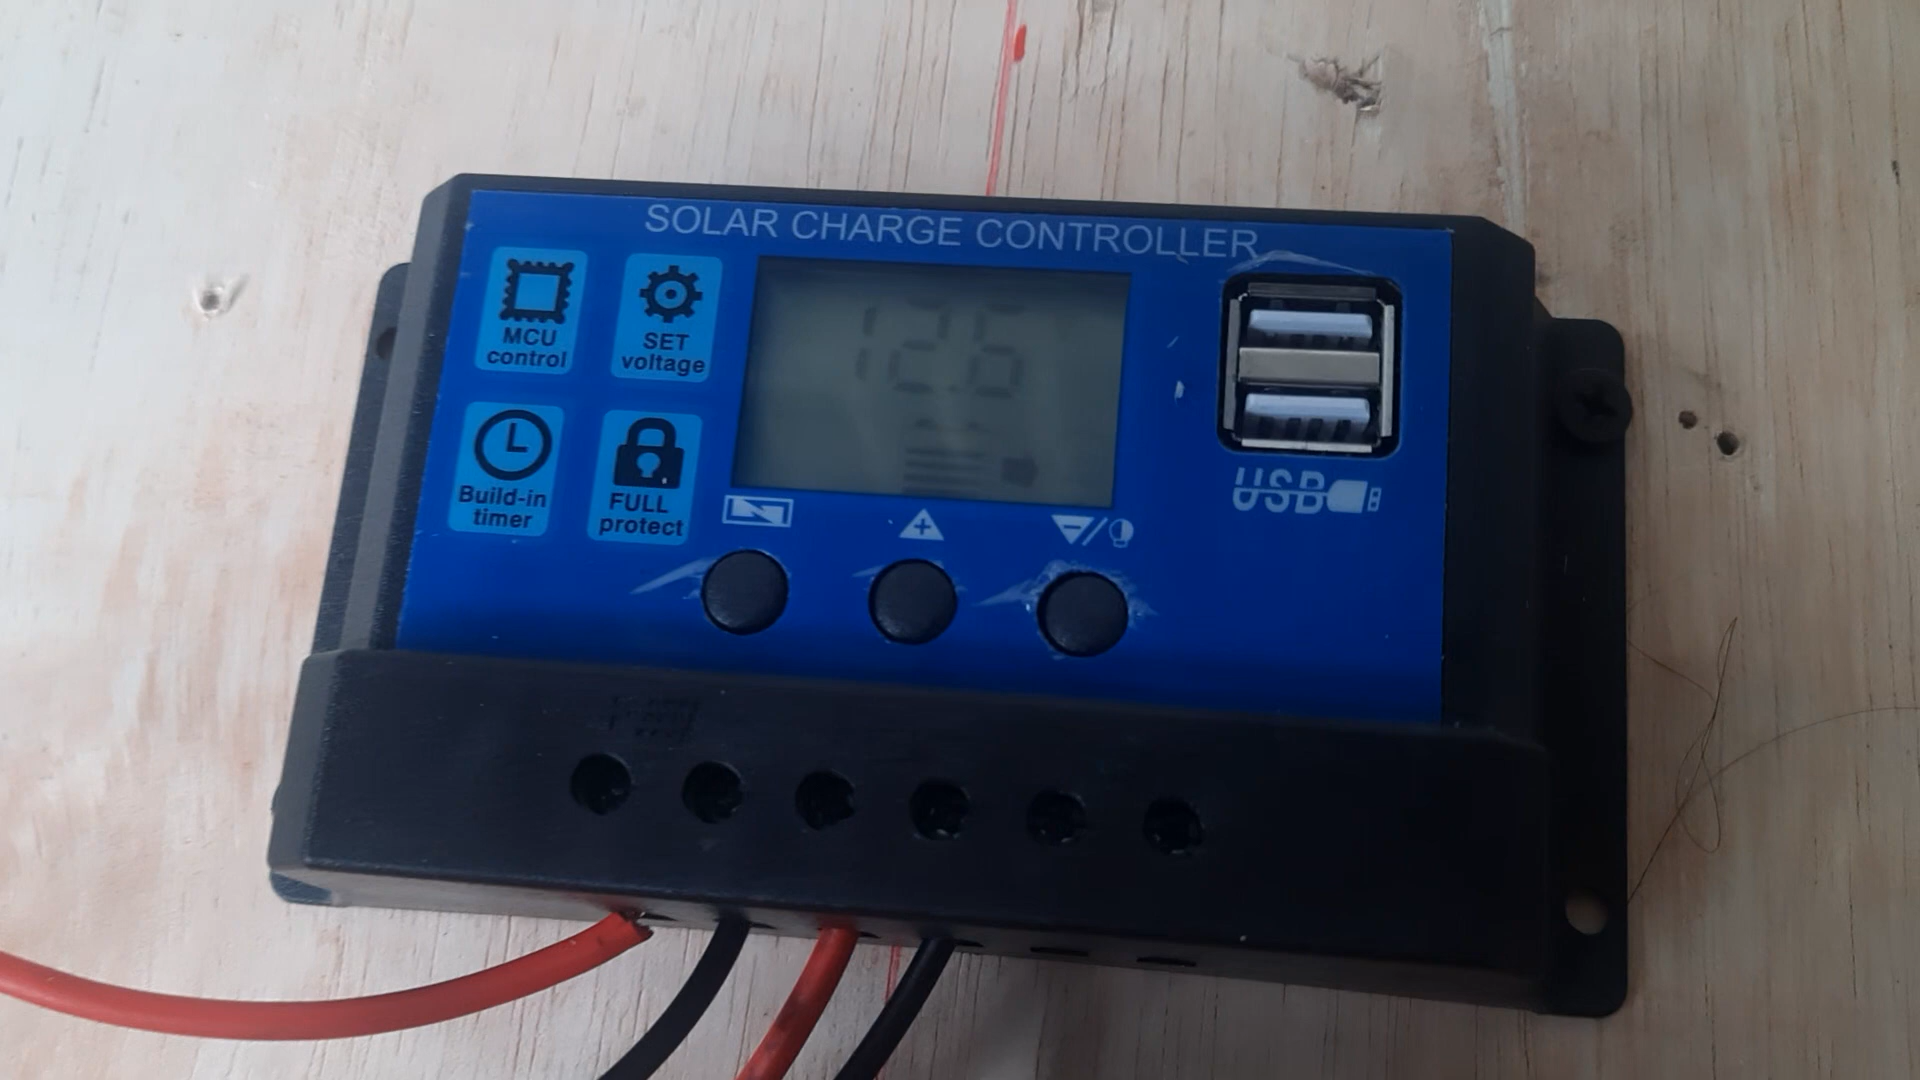 SOLAR CHARGE CONTROLLER
MCU
control
SET
voltage
12.6
Build-in
timer
FULL
protect
USB